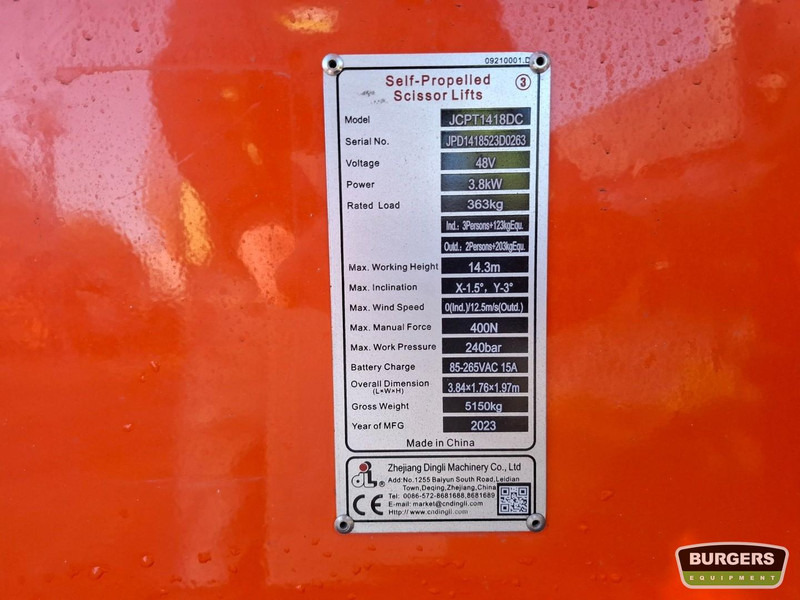 09210001.D
Self-Propelled
Scissor Lifts
3
Model JCPT1418DC
Serial No. JPD1418523D0263
Voltage 48V
Power 3.8kW
Rated Load 363kg
Ind.: 3Persons+123kgEqu.
Outd.: 2Persons+203kgEqu.
Max. Working Height 14.3m
Max. Inclination X-1.5°, Y-3°
Max. Wind Speed 0(Ind.)/12.5m/s(Outd.)
Max. Manual Force 400N
Max. Work Pressure 240bar
Battery Charge 85-265VAC 15A
Overall Dimension (L×W×H) 3.84×1.76×1.97m
Gross Weight 5150kg
Year of MFG 2023
Made in China
Zhejiang Dingli Machinery Co., Ltd
Add:No.1255 Baiyun South Road,Leidian
Town,Deqing,Zhejiang,China
Tel: 0086-572-8681688,8681689
E-mail: market@cndingli.com
Http:// www.cndingli.com
DL®
CE
BURGERS
EQUIPMENT